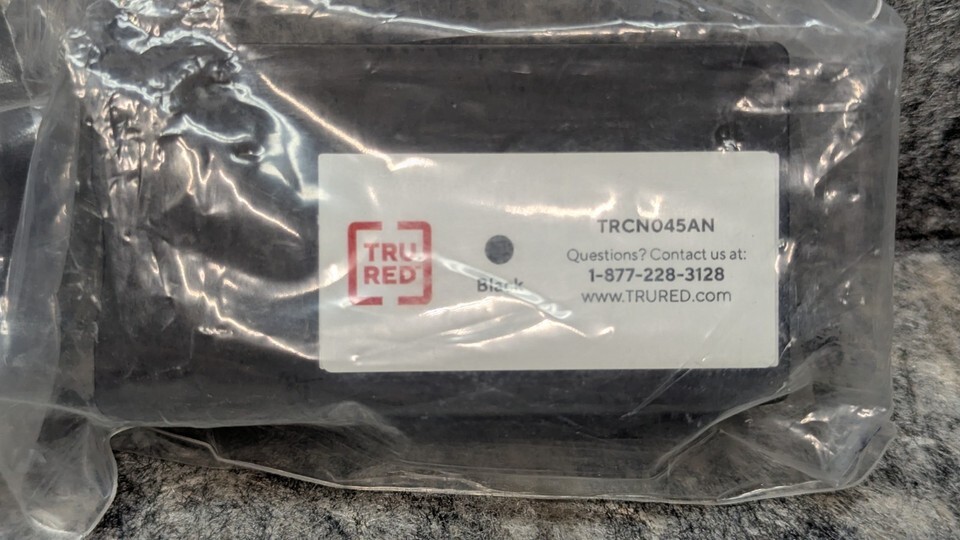 TRU
RED
Black
TRCN045AN
Questions? Contact us at:
1-877-228-3128
www.TRURED.com